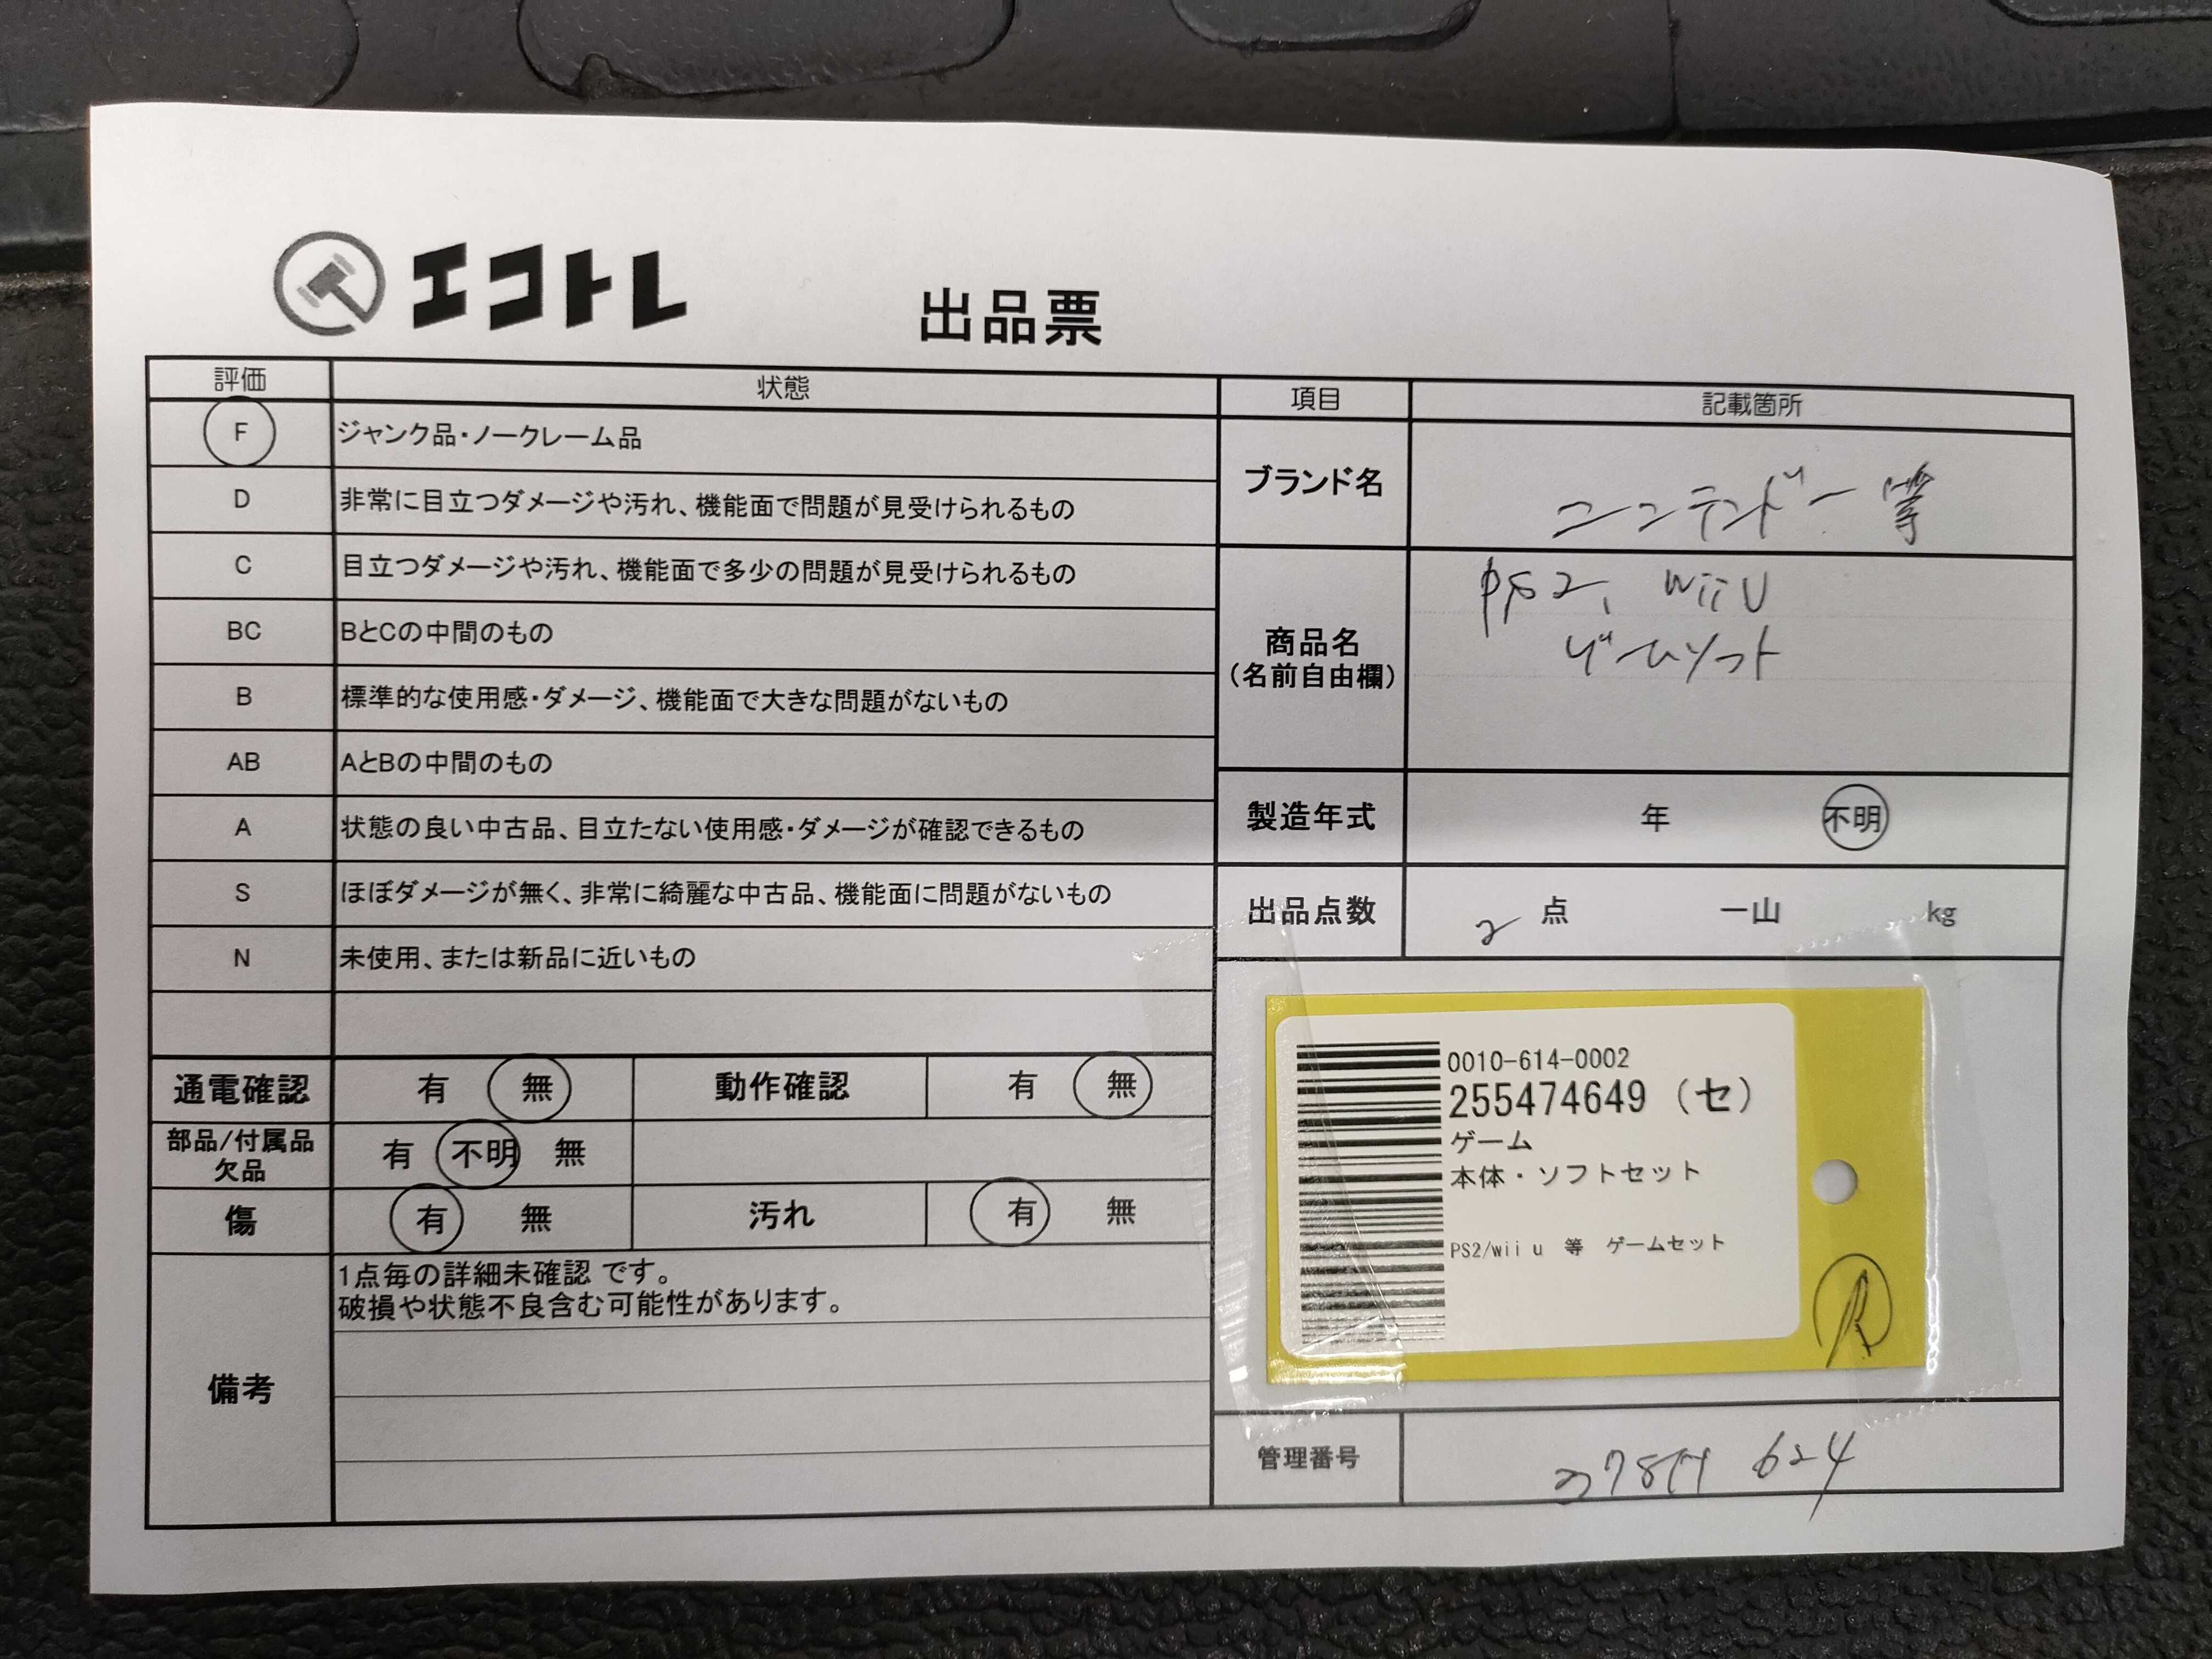 エコトレ
出品票
評価 状態
F ジャンク品・ノークレーム品
D 非常に目立つダメージや汚れ、機能面で問題が見受けられるもの
C 目立つダメージや汚れ、機能面で多少の問題が見受けられるもの
BC BとCの中間のもの
B 標準的な使用感・ダメージ、機能面で大きな問題がないもの
AB AとBの中間のもの
A 状態の良い中古品、目立たない使用感・ダメージが確認できるもの
S ほぼダメージが無く、非常に綺麗な中古品、機能面に問題がないもの
N 未使用、または新品に近いもの
通電確認 有 無 動作確認 有 無
部品/付属品
欠品 有 不明 無
傷 有 無 汚れ 有 無
備考
1点毎の詳細未確認 です。
破損や状態不良含む可能性があります。
項目 記載箇所
ブランド名 ニンテンドー 等
商品名
(名前自由欄)
PS2、WiiU
ゲームソフト
製造年式 年 不明
出品点数 2 点 一山 kg
0010-614-0002
255474649 (セ)
ゲーム
本体・ソフトセット
PS2/wii u 等 ゲームセット
R
管理番号 624